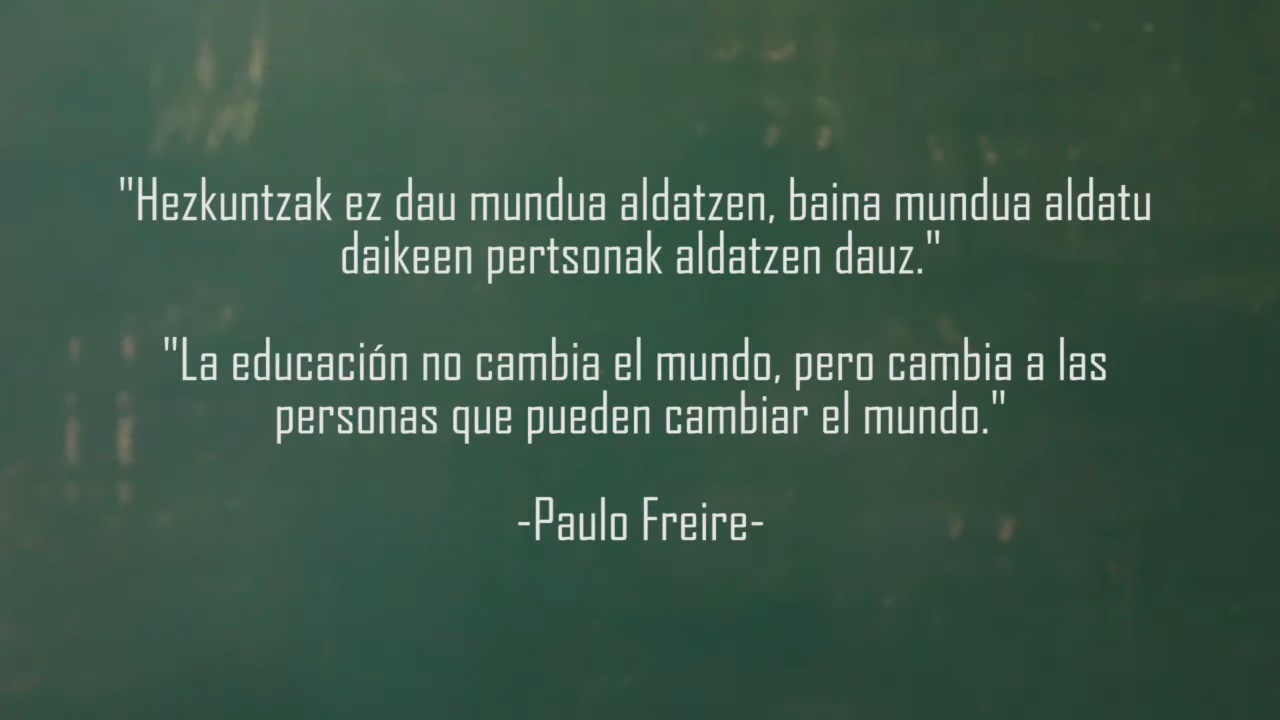 "Hezkuntzak ez dau mundua aldatzen, baina mundua aldatu
daikeen pertsonak aldatzen dauz."
"La educación no cambia el mundo, pero cambia a las
personas que pueden cambiar el mundo."
-Paulo Freire-